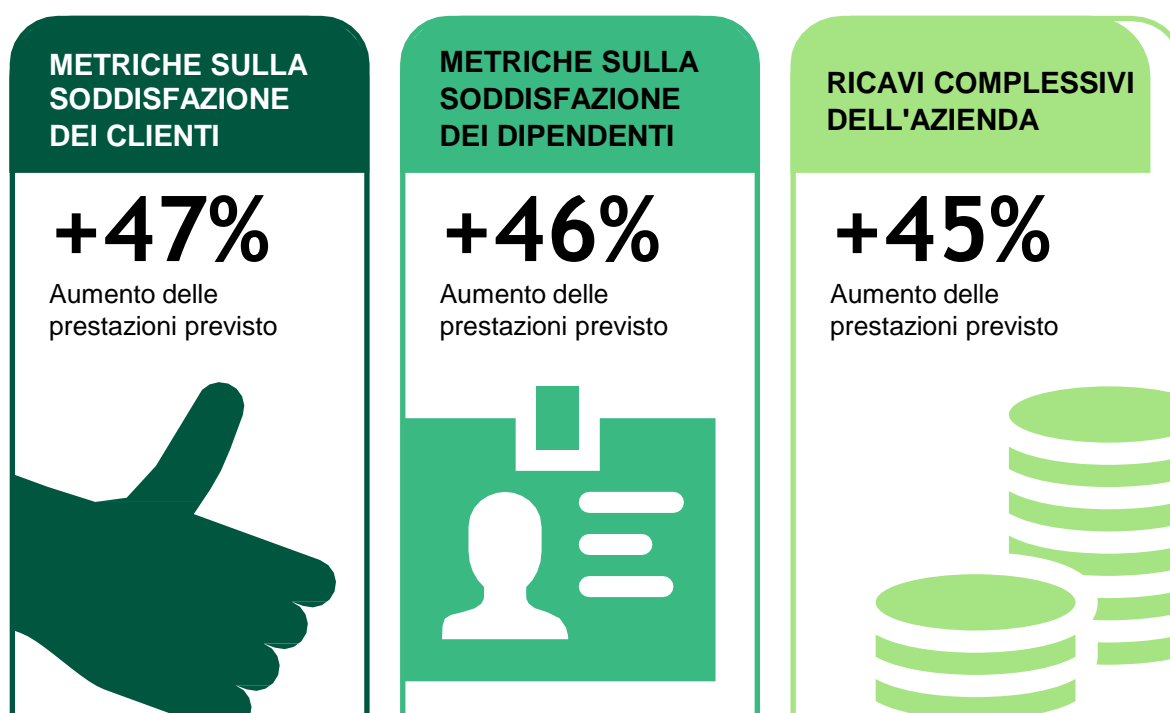 METRICHE SULLA
SODDISFAZIONE
DEI CLIENTI
+47%
Aumento delle
prestazioni previsto
METRICHE SULLA
SODDISFAZIONE
DEI DIPENDENTI
+46%
Aumento delle
prestazioni previsto
RICAVI COMPLESSIVI
DELL'AZIENDA
+45%
Aumento delle
prestazioni previsto